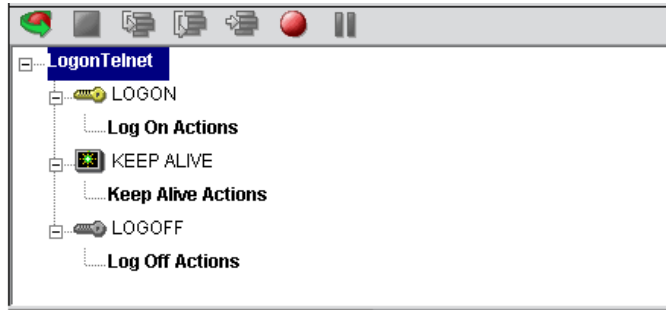 LogonTelnet
LOGON
Log On Actions
KEEP ALIVE
Keep Alive Actions
LOGOFF
Log Off Actions